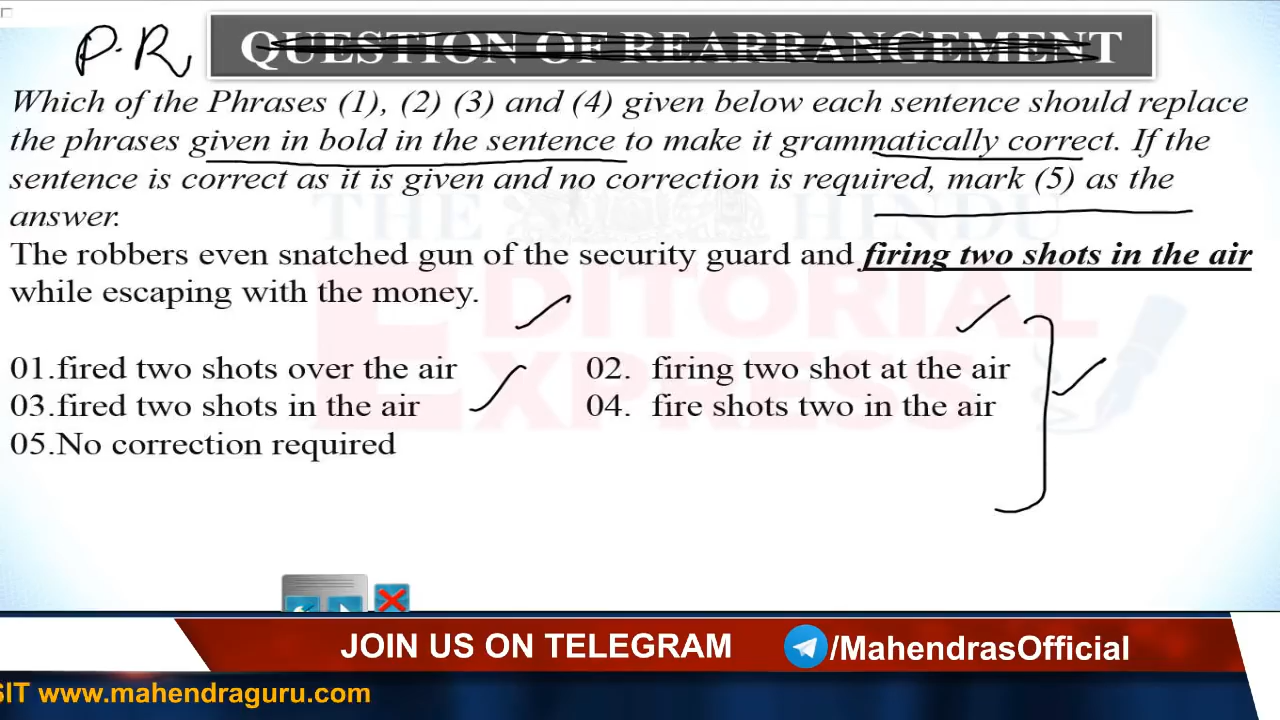 P.R
QUESTION OF REARRANGEMENT
Which of the Phrases (1), (2) (3) and (4) given below each sentence should replace
the phrases given in bold in the sentence to make it grammatically correct. If the
sentence is correct as it is given and no correction is required, mark (5) as the
answer.
THE HINDU
EDITORIAL
EXPRESS
The robbers even snatched gun of the security guard and firing two shots in the air
while escaping with the money.
01.fired two shots over the air 02. firing two shot at the air
03.fired two shots in the air 04. fire shots two in the air
05.No correction required
JOIN US ON TELEGRAM /MahendrasOfficial
SIT www.mahendraguru.com